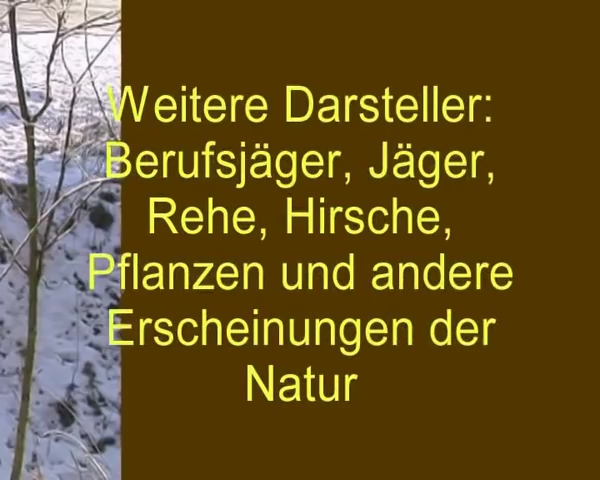 Weitere Darsteller:
Berufsjäger, Jäger,
Rehe, Hirsche,
Pflanzen und andere
Erscheinungen der
Natur